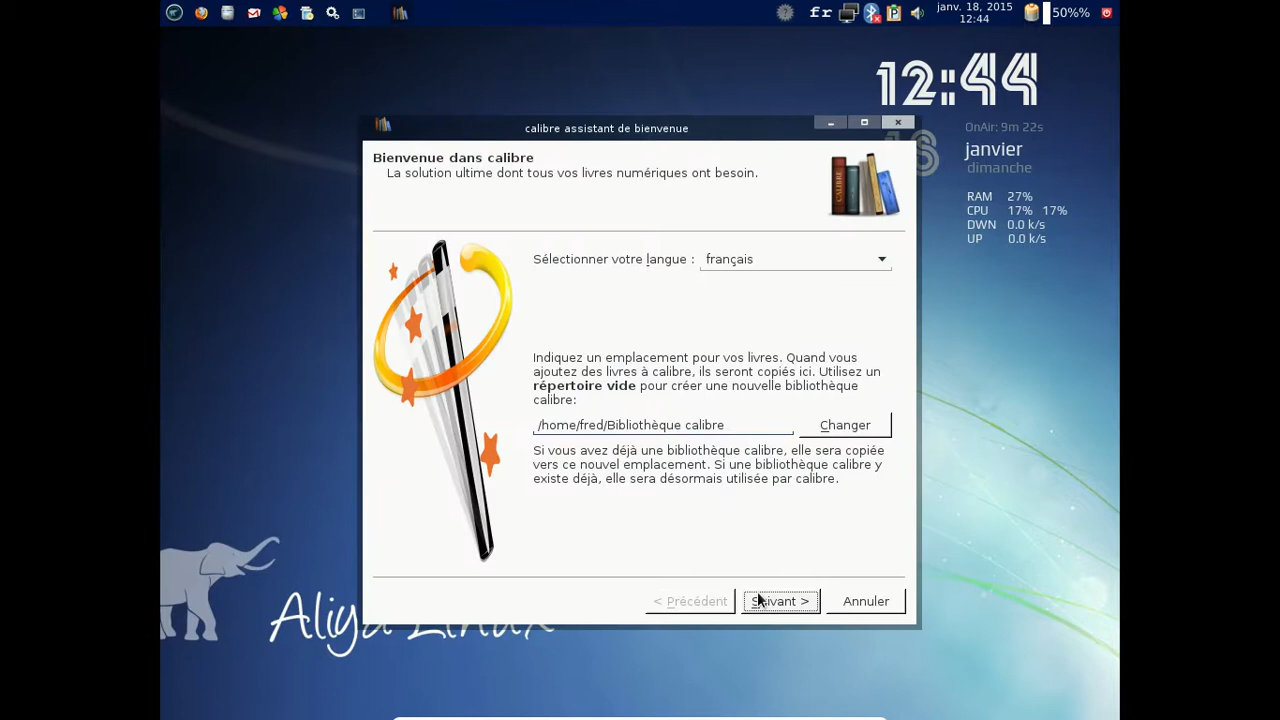 fr
janv. 18, 2015
12:44
50%%
12:44
OnAir: 9m 22s
18
janvier
dimanche
RAM 27%
CPU 17% 17%
DWN 0.0 k/s
UP 0.0 k/s
calibre assistant de bienvenue
Bienvenue dans calibre
La solution ultime dont tous vos livres numériques ont besoin.
CALIBRE
Sélectionner votre langue : français
Indiquez un emplacement pour vos livres. Quand vous
ajoutez des livres à calibre, ils seront copiés ici. Utilisez un
répertoire vide pour créer une nouvelle bibliothèque
calibre:
/home/fred/Bibliothèque calibre Changer
Si vous avez déjà une bibliothèque calibre, elle sera copiée
vers ce nouvel emplacement. Si une bibliothèque calibre y
existe déjà, elle sera désormais utilisée par calibre.
< Précédent Suivant > Annuler
Aliya Linux